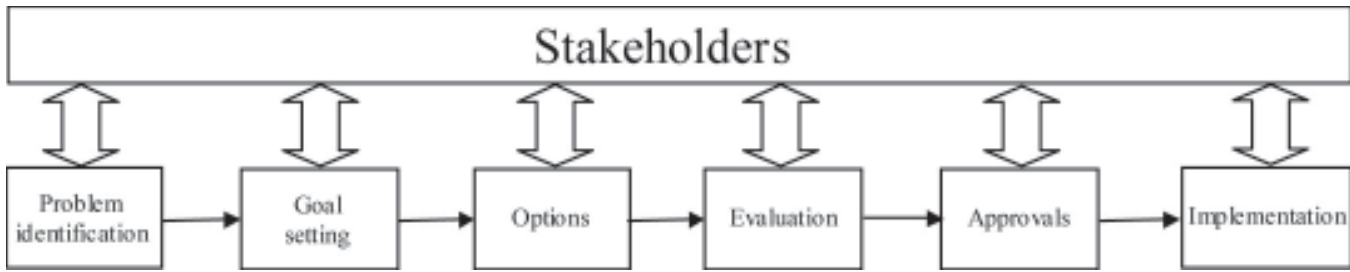 Stakeholders
Problem
identification
Goal
setting
Options
Evaluation
Approvals
Implementation